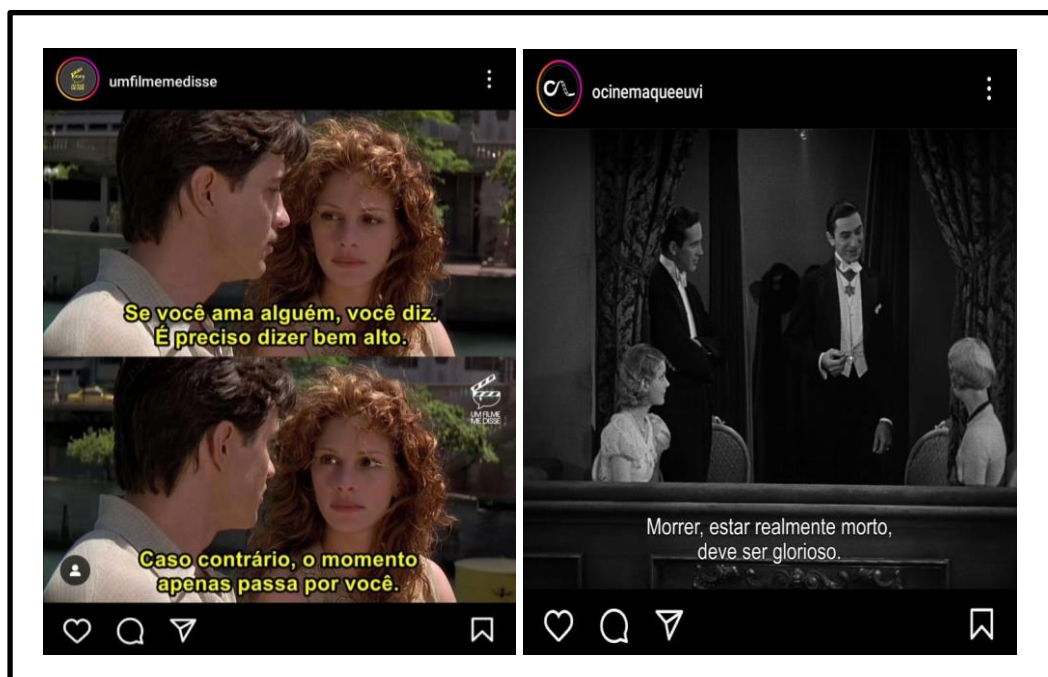 umfilmemedisse
Se você ama alguém, você diz.
É preciso dizer bem alto.
UM FILME
ME DISSE
Caso contrário, o momento
apenas passa por você.
ocinemaqueeuvi
Morrer, estar realmente morto,
deve ser glorioso.